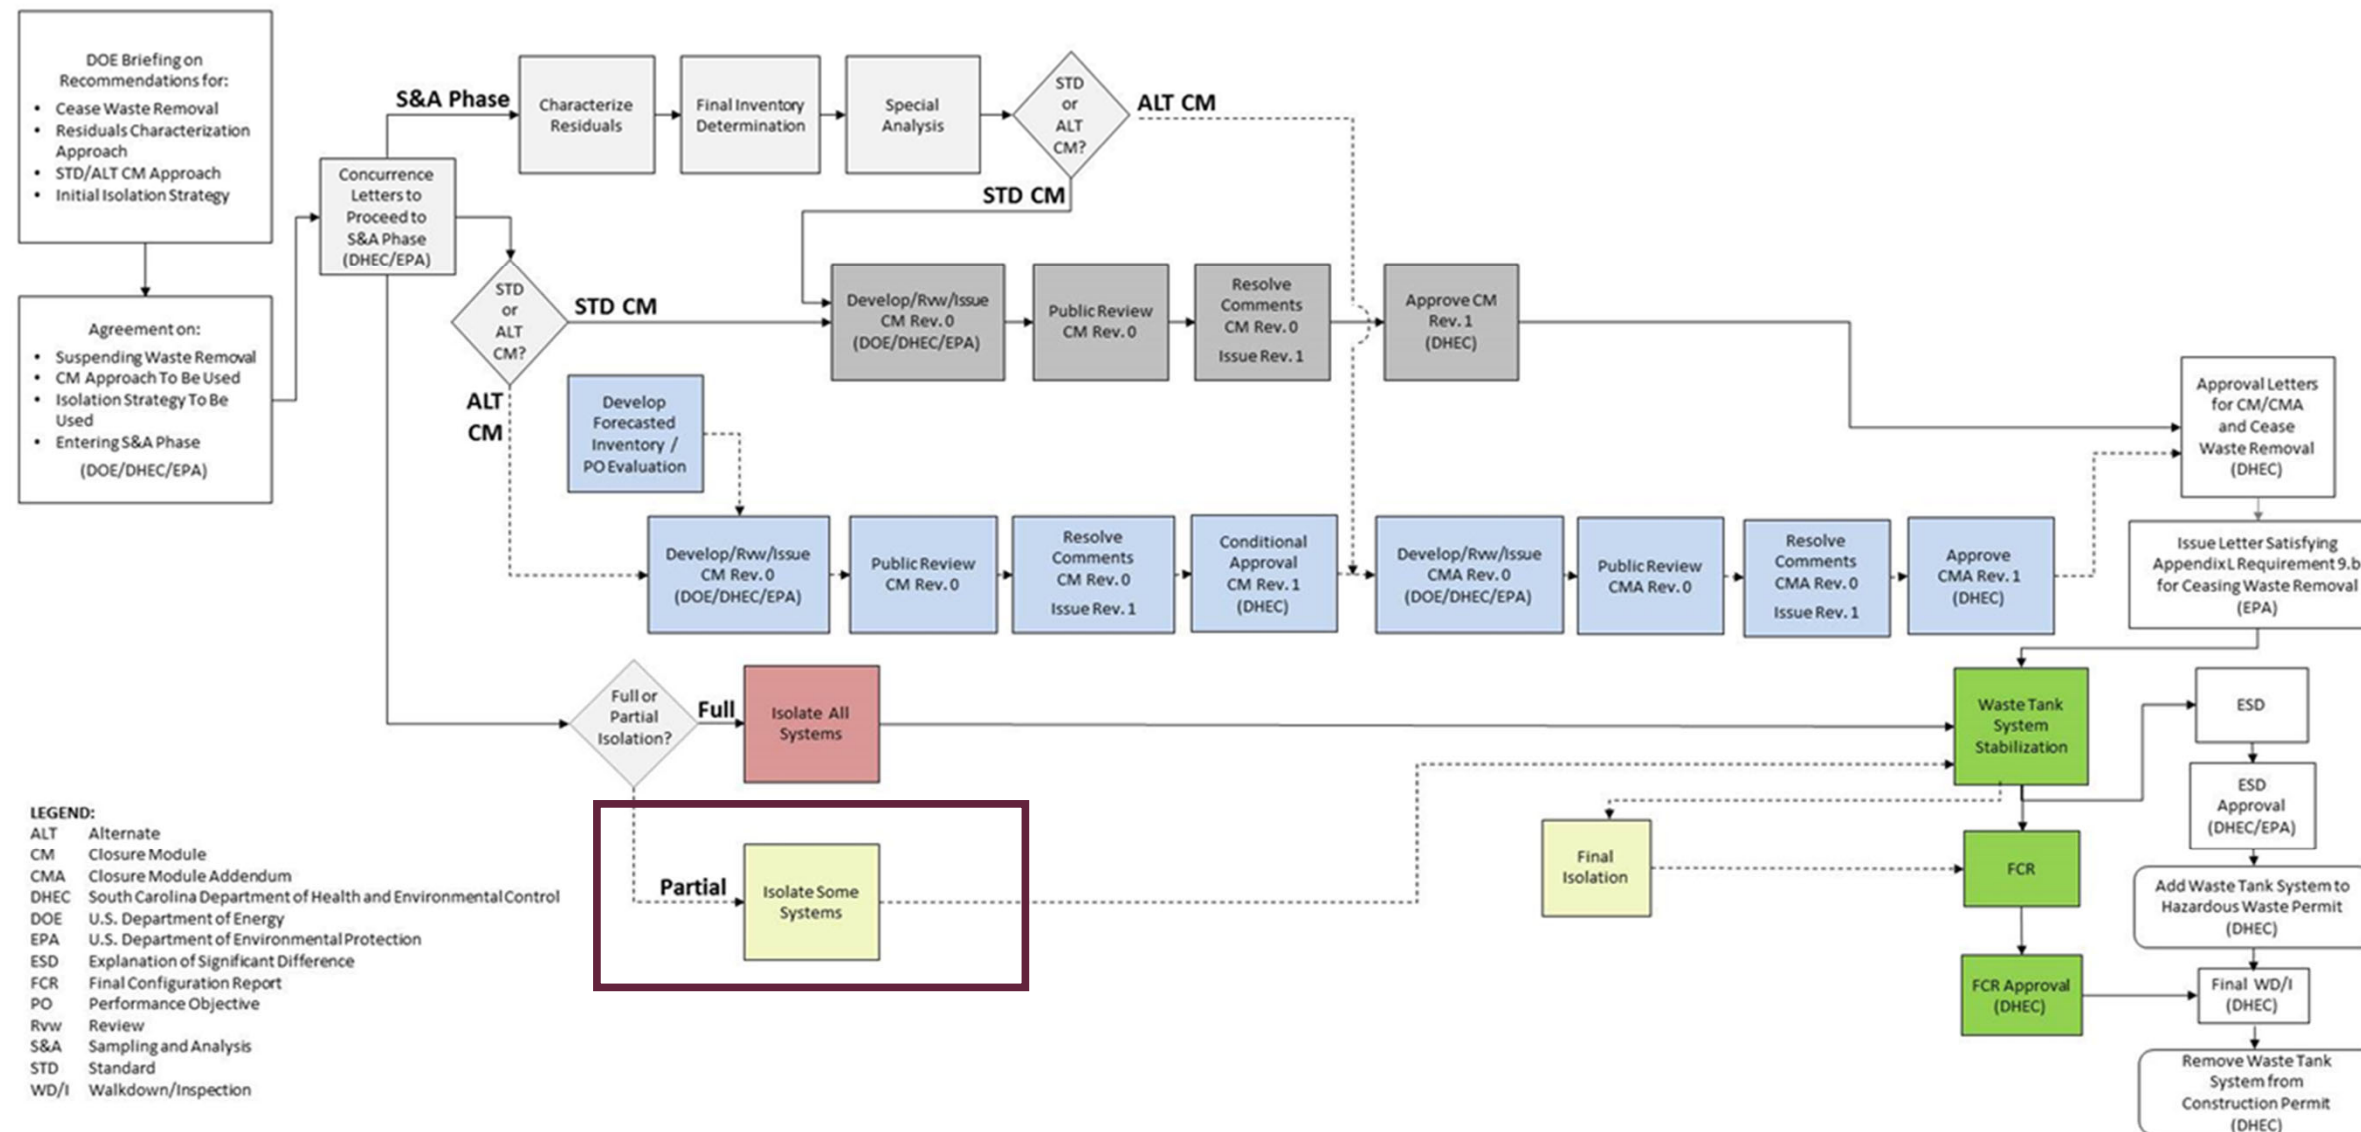 DOE Briefing on
Recommendations for:
• Cease Waste Removal
• Residuals Characterization
Approach
• STD/ALT CM Approach
• Initial Isolation Strategy
Agreement on:
• Suspending Waste Removal
• CM Approach To Be Used
• Isolation Strategy To Be
Used
• Entering S&A Phase
(DOE/DHEC/EPA)
Concurrence
Letters to
Proceed to
S&A Phase
(DHEC/EPA)
S&A Phase
Characterize
Residuals
Final Inventory
Determination
Special
Analysis
STD
or
ALT
CM?
ALT CM
STD CM
STD
or
ALT
CM?
STD CM
ALT
CM
Develop/Rvw/Issue
CM Rev. 0
(DOE/DHEC/EPA)
Public Review
CM Rev. 0
Resolve
Comments
CM Rev. 0
Issue Rev. 1
Approve CM
Rev. 1
(DHEC)
Develop
Forecasted
Inventory /
PO Evaluation
Develop/Rvw/Issue
CM Rev. 0
(DOE/DHEC/EPA)
Public Review
CM Rev. 0
Resolve
Comments
CM Rev. 0
Issue Rev. 1
Conditional
Approval
CM Rev. 1
(DHEC)
Develop/Rvw/Issue
CMA Rev. 0
(DOE/DHEC/EPA)
Public Review
CMA Rev. 0
Resolve
Comments
CMA Rev. 0
Issue Rev. 1
Approve
CMA Rev. 1
(DHEC)
Approval Letters
for CM/CMA
and Cease
Waste Removal
(DHEC)
Issue Letter Satisfying
Appendix L Requirement 9.b
for Ceasing Waste Removal
(EPA)
Full or
Partial
Isolation?
Full
Isolate All
Systems
Partial
Isolate Some
Systems
Waste Tank
System
Stabilization
Final
Isolation
FCR
FCR Approval
(DHEC)
ESD
ESD
Approval
(DHEC/EPA)
Add Waste Tank System to
Hazardous Waste Permit
(DHEC)
Final WD/I
(DHEC)
Remove Waste Tank
System from
Construction Permit
(DHEC)
LEGEND:
ALT Alternate
CM Closure Module
CMA Closure Module Addendum
DHEC South Carolina Department of Health and Environmental Control
DOE U.S. Department of Energy
EPA U.S. Department of Environmental Protection
ESD Explanation of Significant Difference
FCR Final Configuration Report
PO Performance Objective
Rvw Review
S&A Sampling and Analysis
STD Standard
WD/I Walkdown/Inspection